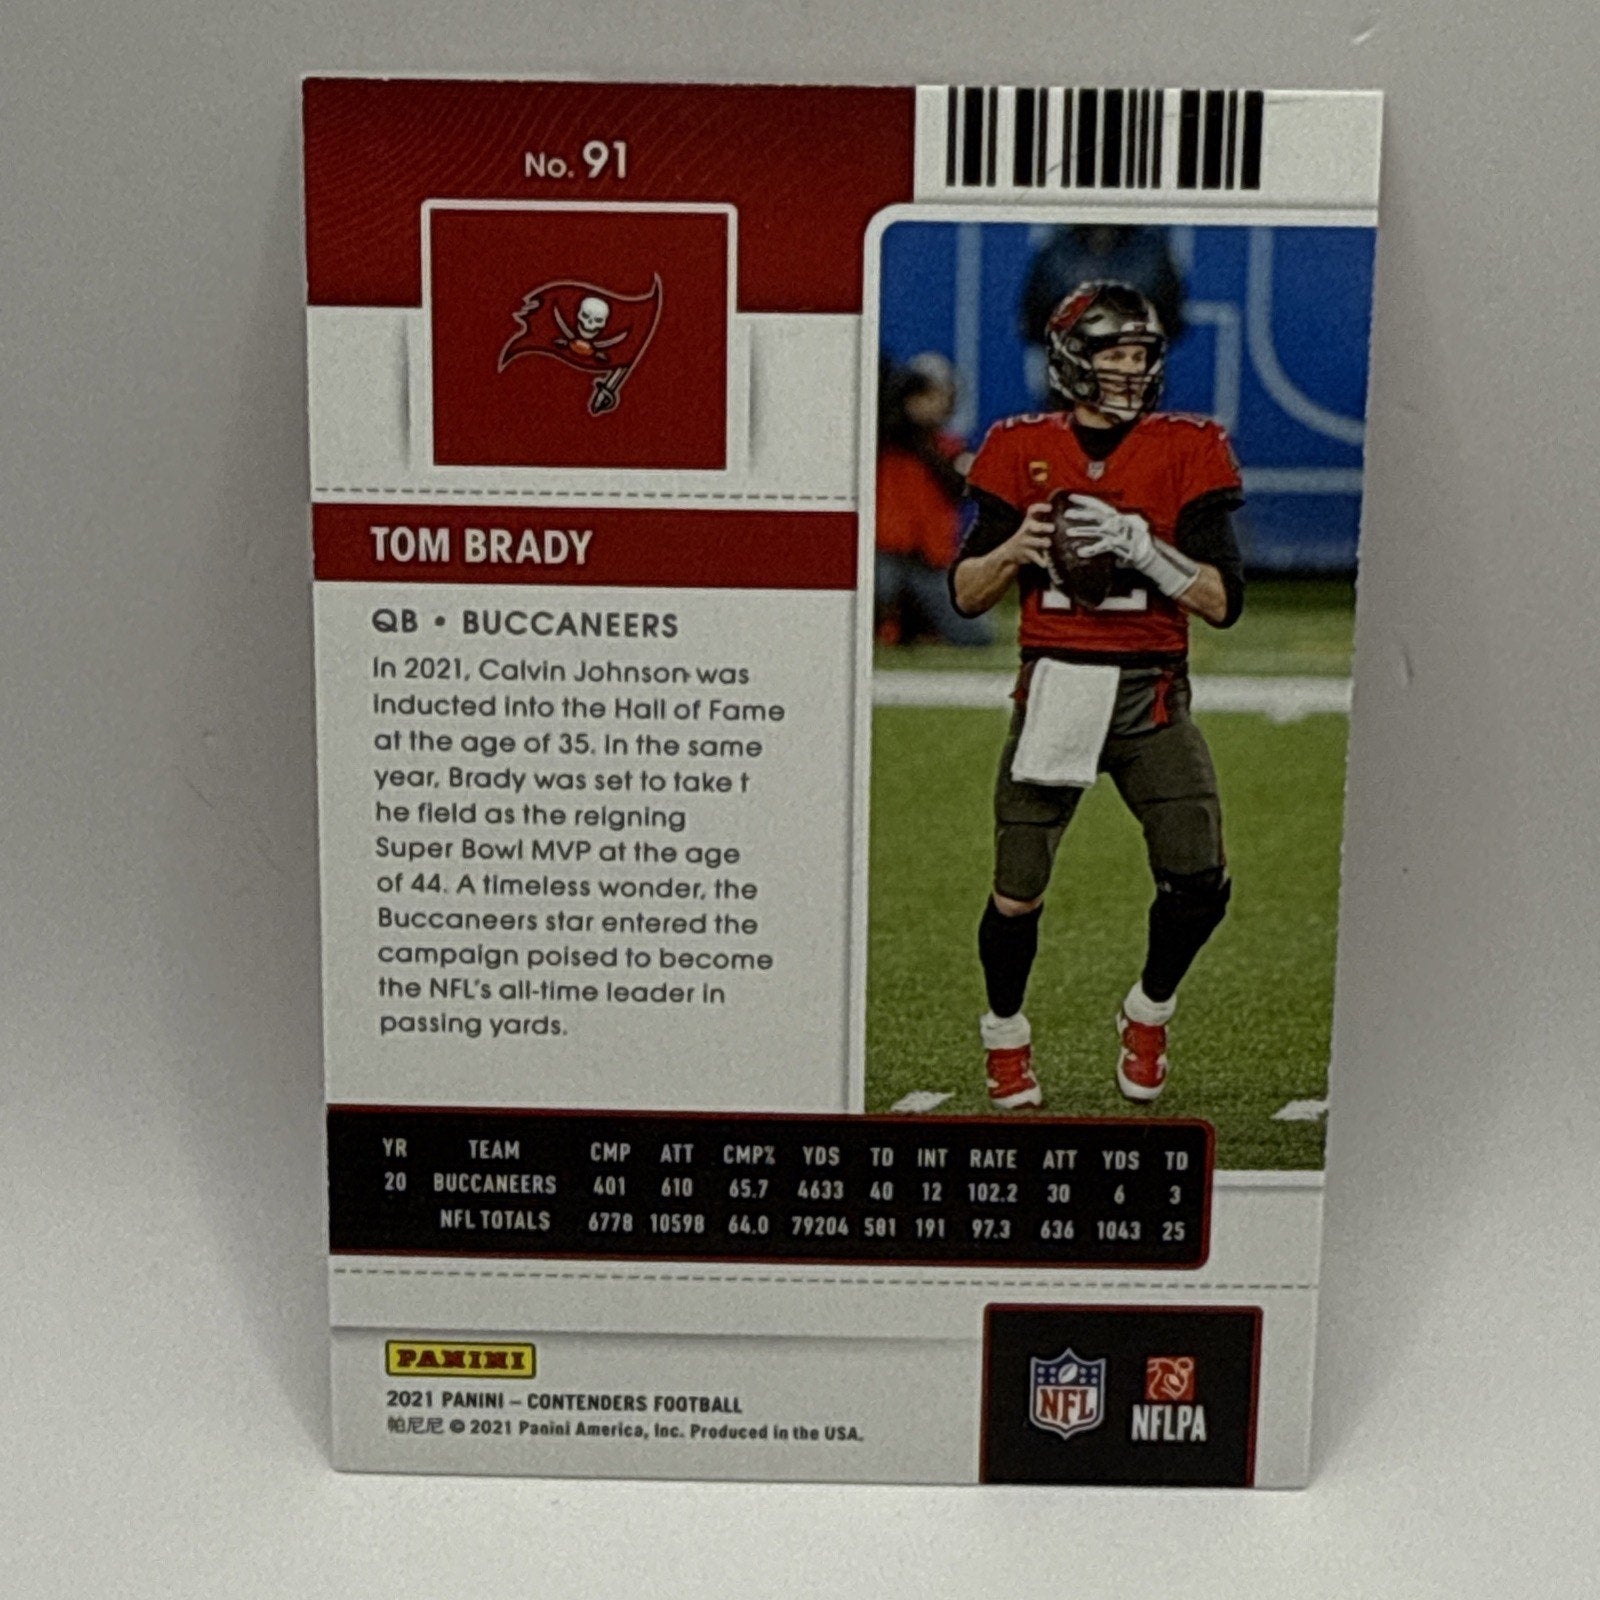 No. 91
TOM BRADY
QB • BUCCANEERS
In 2021, Calvin Johnson was
inducted into the Hall of Fame
at the age of 35. In the same
year, Brady was set to take t
he field as the reigning
Super Bowl MVP at the age
of 44. A timeless wonder, the
Buccaneers star entered the
campaign poised to become
the NFL's all-time leader in
passing yards.
YR TEAM CMP ATT CMP% YDS TD INT RATE ATT YDS TD
20 BUCCANEERS 401 610 65.7 4633 40 12 102.2 30 6 3
NFL TOTALS 6778 10598 64.0 79204 581 191 97.3 636 1043 25
PANINI
2021 PANINI – CONTENDERS FOOTBALL
帕尼尼 © 2021 Panini America, Inc. Produced in the USA.
NFL
NFLPA